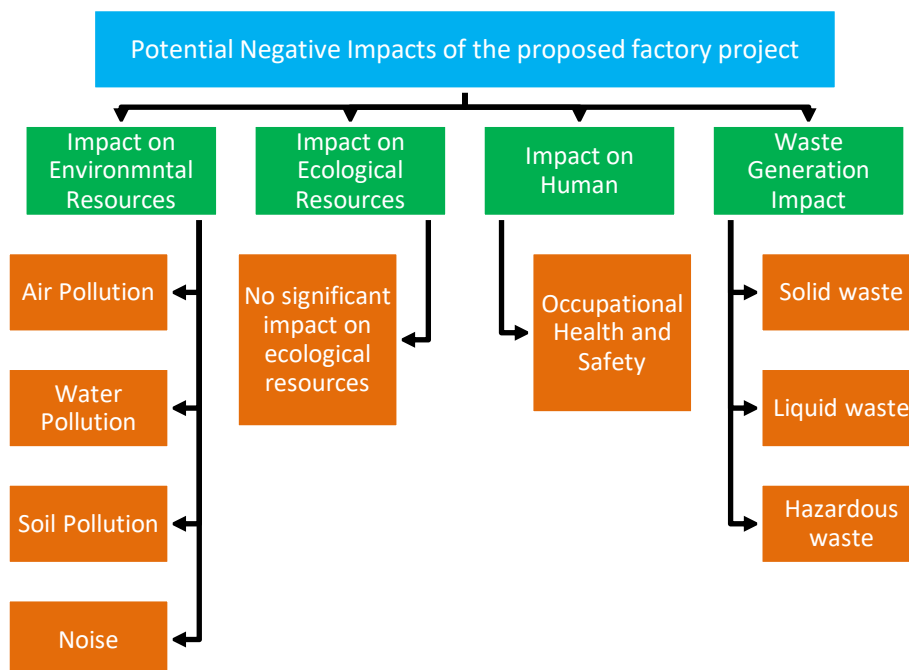 Potential Negative Impacts of the proposed factory project
Impact on
Environmntal
Resources
Impact on
Ecological
Resources
Impact on
Human
Waste
Generation
Impact
Air Pollution
Water
Pollution
Soil Pollution
Noise
No significant
impact on
ecological
resources
Occupational
Health and
Safety
Solid waste
Liquid waste
Hazardous
waste